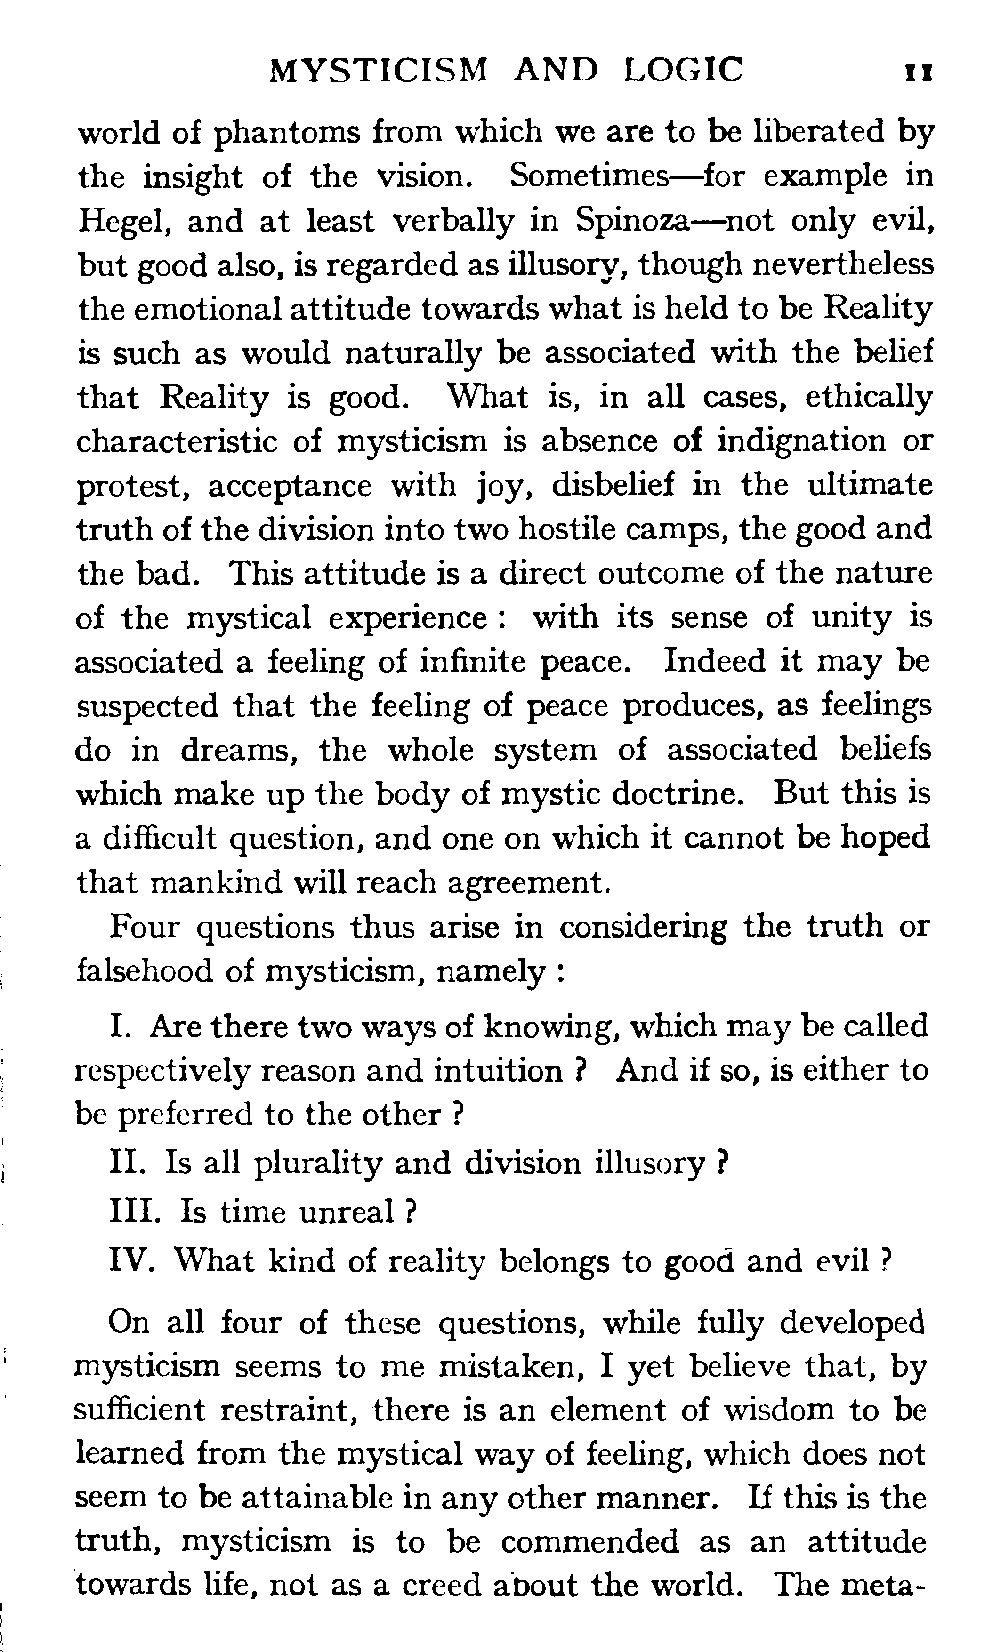 MYSTICISM AND LOGIC 11
world of phantoms from which we are to be liberated by
the insight of the vision. Sometimes—for example in
Hegel, and at least verbally in Spinoza—not only evil,
but good also, is regarded as illusory, though nevertheless
the emotional attitude towards what is held to be Reality
is such as would naturally be associated with the belief
that Reality is good. What is, in all cases, ethically
characteristic of mysticism is absence of indignation or
protest, acceptance with joy, disbelief in the ultimate
truth of the division into two hostile camps, the good and
the bad. This attitude is a direct outcome of the nature
of the mystical experience : with its sense of unity is
associated a feeling of infinite peace. Indeed it may be
suspected that the feeling of peace produces, as feelings
do in dreams, the whole system of associated beliefs
which make up the body of mystic doctrine. But this is
a difficult question, and one on which it cannot be hoped
that mankind will reach agreement.
Four questions thus arise in considering the truth or
falsehood of mysticism, namely :
I. Are there two ways of knowing, which may be called
respectively reason and intuition ? And if so, is either to
be preferred to the other ?
II. Is all plurality and division illusory ?
III. Is time unreal ?
IV. What kind of reality belongs to good and evil ?
On all four of these questions, while fully developed
mysticism seems to me mistaken, I yet believe that, by
sufficient restraint, there is an element of wisdom to be
learned from the mystical way of feeling, which does not
seem to be attainable in any other manner. If this is the
truth, mysticism is to be commended as an attitude
towards life, not as a creed about the world. The meta-